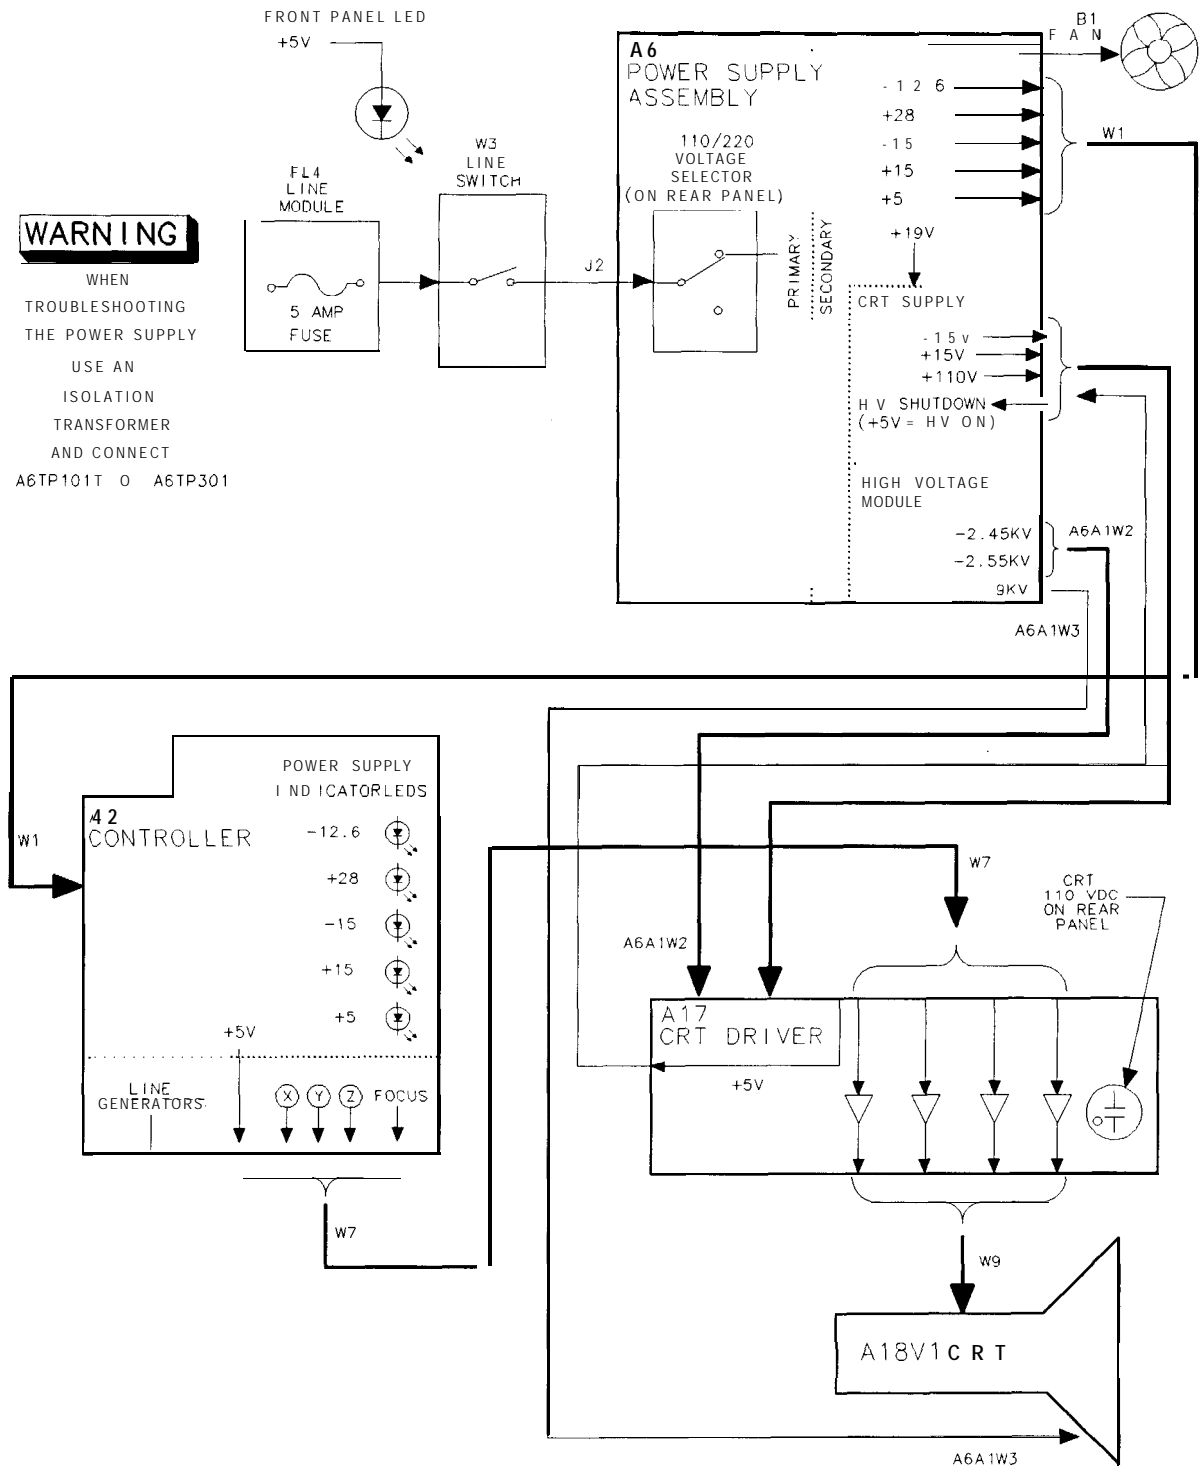 FRONT PANEL LED
+5V
B1
FAN
A6
POWER SUPPLY
ASSEMBLY
-12 6
+28
-15
+15
+5
W1
110/220
VOLTAGE
SELECTOR
(ON REAR PANEL)
W3
LINE
SWITCH
FL4
LINE
MODULE
5 AMP
FUSE
J2
PRIMARY
SECONDARY
+19V
CRT SUPPLY
-15v
+15V
+110V
HV SHUTDOWN
(+5V= HV ON)
HIGH VOLTAGE
MODULE
-2.45KV
-2.55KV
9KV
A6A1W2
A6A1W3
WARNING
WHEN
TROUBLESHOOTING
THE POWER SUPPLY
USE AN
ISOLATION
TRANSFORMER
AND CONNECT
A6TP101T O A6TP301
POWER SUPPLY
INDICATORLEDS
W1
A2
CONTROLLER
-12.6
+28
-15
+15
+5
+5V
LINE
GENERATORS
X
Y
Z
FOCUS
W7
W7
A6A1W2
CRT
110 VDC
ON REAR
PANEL
A17
CRT DRIVER
+5V
W9
A18V1CRT
A6A1W3